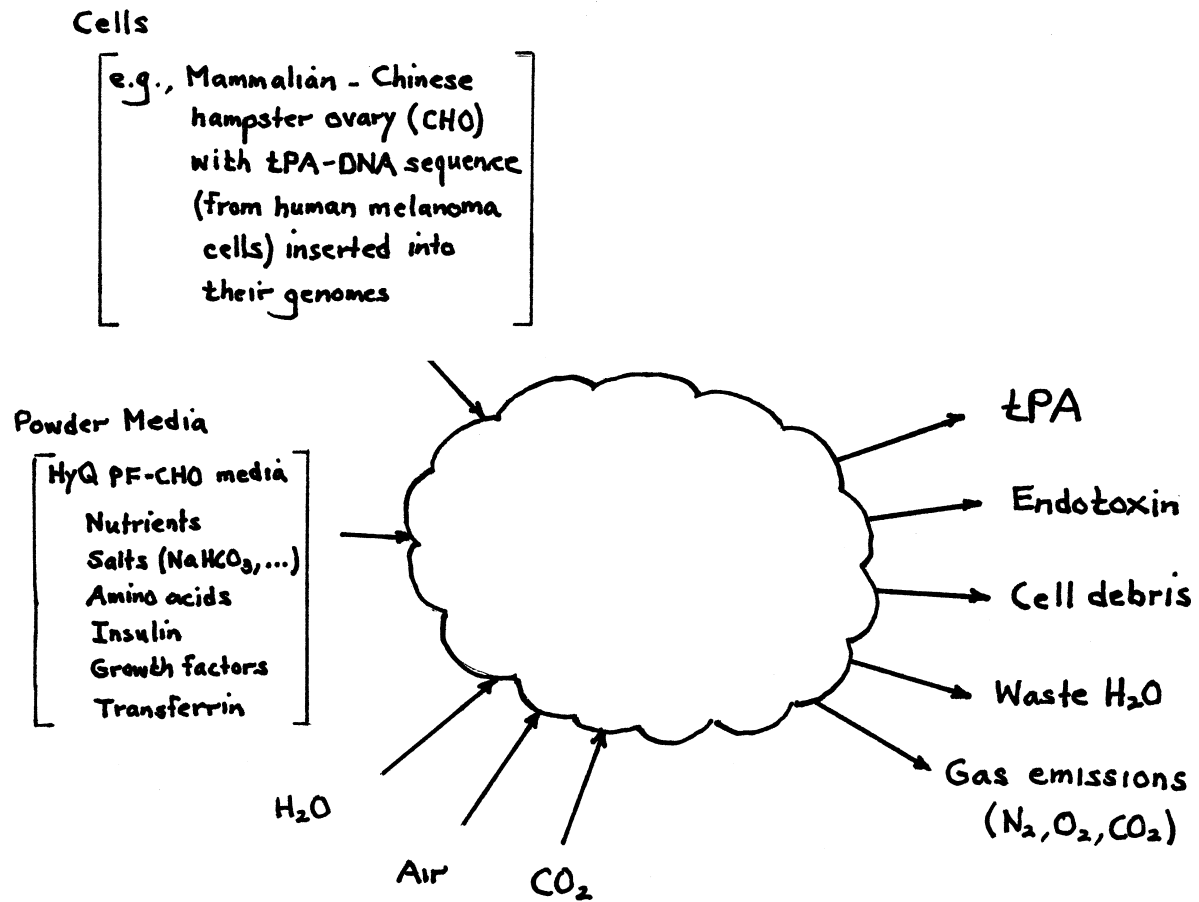 Cells
e.g., Mammalian - Chinese
hampster ovary (CHO)
with tPA-DNA sequence
(from human melanoma
cells) inserted into
their genomes
Powder Media
HyQ PF-CHO media
Nutrients
Salts (NaHCO₃,...)
Amino acids
Insulin
Growth factors
Transferrin
H₂O
Air
CO₂
tPA
Endotoxin
Cell debris
Waste H₂O
Gas emissions
(N₂, O₂, CO₂)